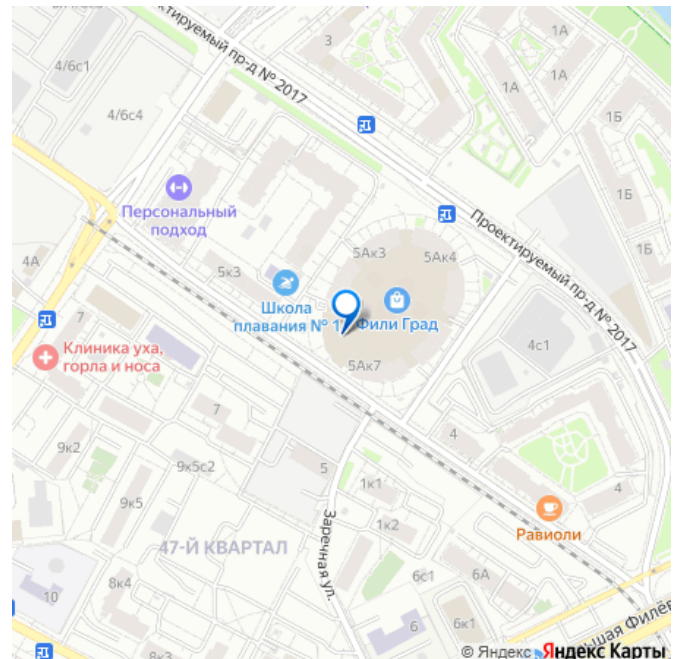 4/6с1
Проектируемый пр-д № 2017
3
1А
1А
1А
4/6с4
1Б
1Б
1Б
Персональный
подход
Проектируемый пр-д № 2017
5Ак3
5Ак4
4А
5к3
Школа
плавания № 1
Фили Град
7
4с1
Клиника уха,
горла и носа
5Ак7
7
4
9к2
9к5с2
5
1к1
4
9к5
Заречная ул.
1к2
Равиоли
47-Й КВАРТАЛ
8к4
6с1
6А
10
6
6к1
© Яндекс
Яндекс Карты